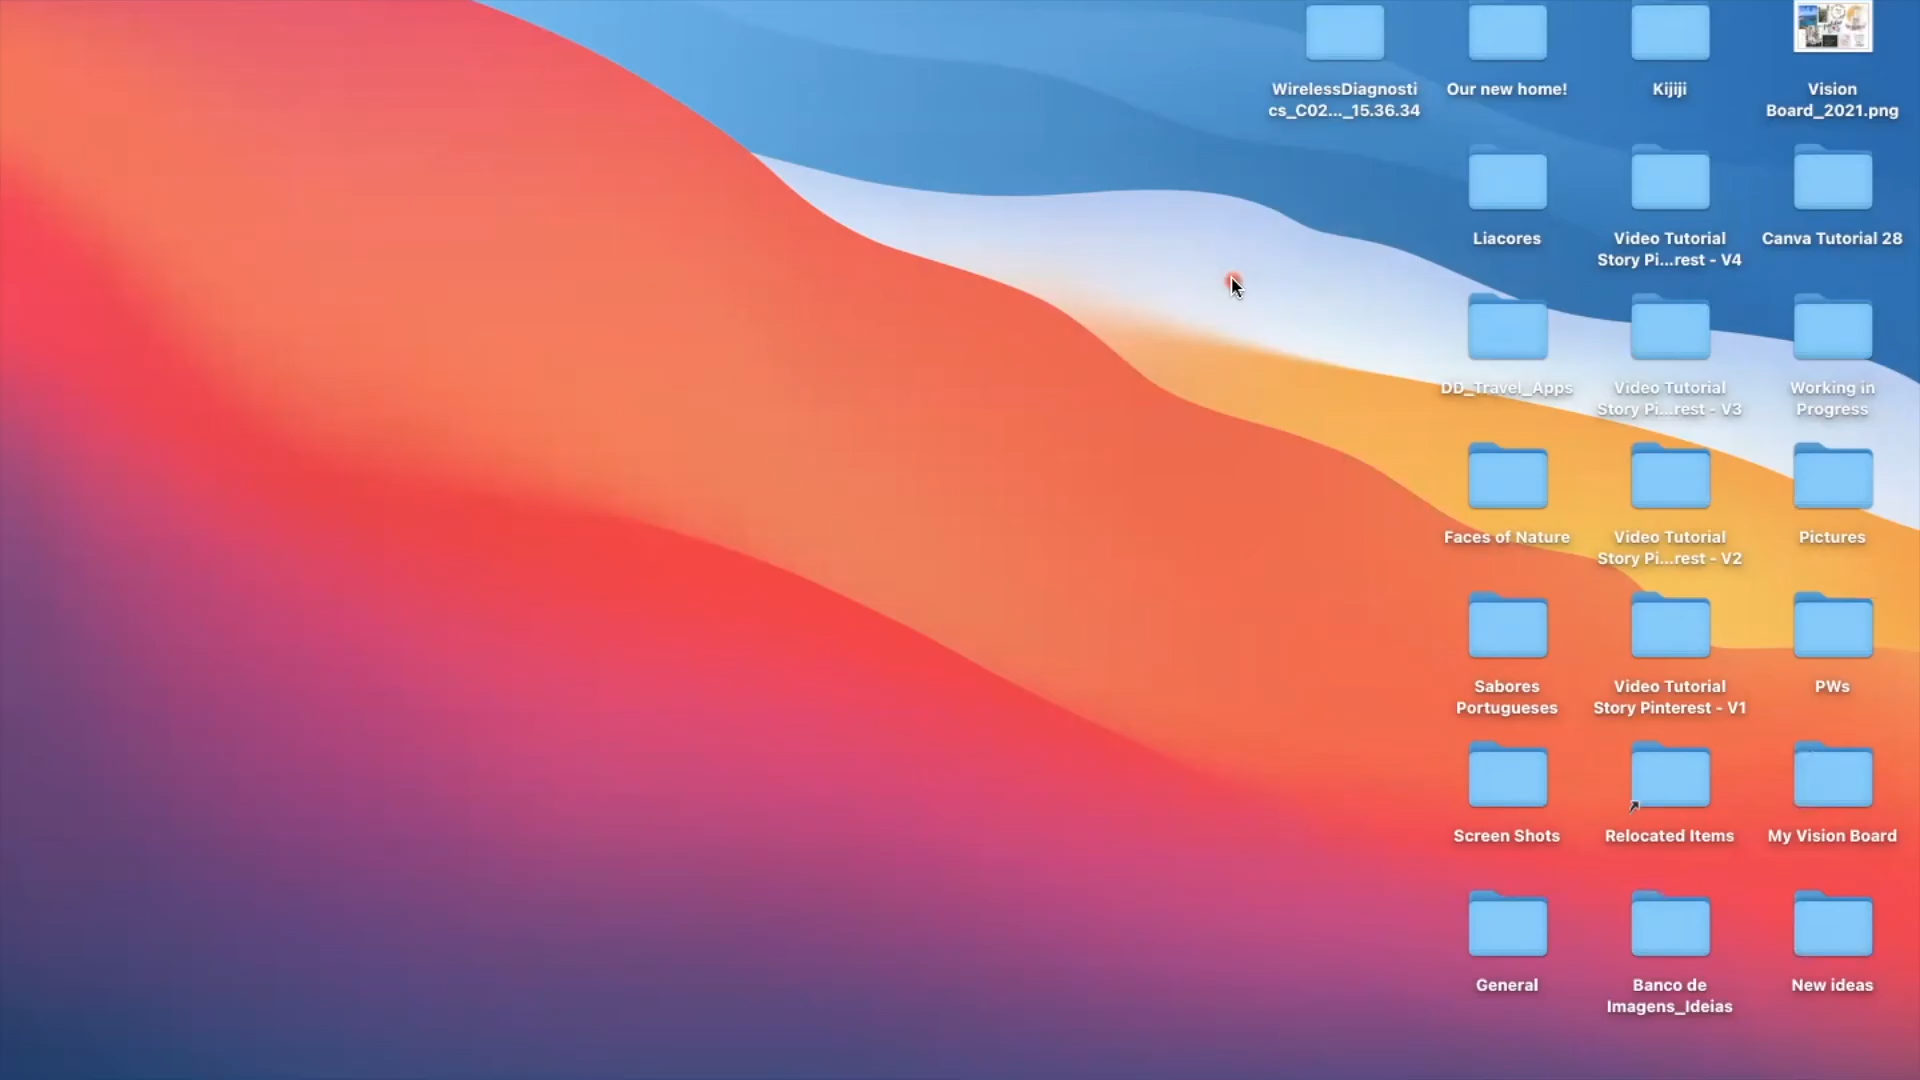 WirelessDiagnosti
cs_C02..._15.36.34
Our new home!
Kijiji
Vision
Board_2021.png
Liacores
Video Tutorial
Story Pi...rest - V4
Canva Tutorial 28
DD_Travel_Apps
Video Tutorial
Story Pi...rest - V3
Working in
Progress
Faces of Nature
Video Tutorial
Story Pi...rest - V2
Pictures
Sabores
Portugueses
Video Tutorial
Story Pinterest - V1
PWs
Screen Shots
Relocated Items
My Vision Board
General
Banco de
Imagens_Ideias
New ideas